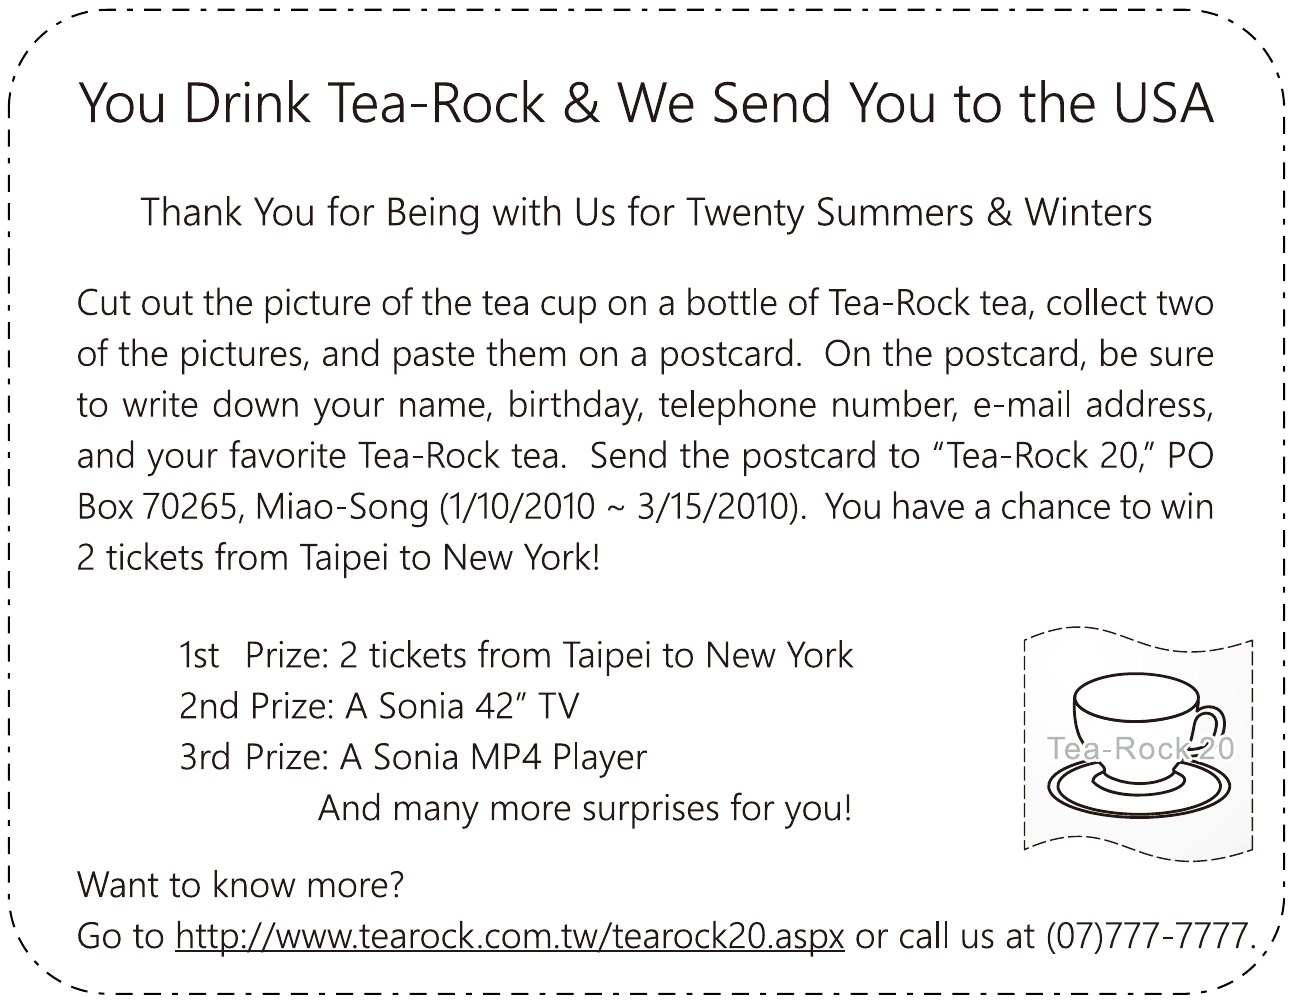 You Drink Tea-Rock & We Send You to the USA
Thank You for Being with Us for Twenty Summers & Winters
Cut out the picture of the tea cup on a bottle of Tea-Rock tea, collect two
of the pictures, and paste them on a postcard. On the postcard, be sure
to write down your name, birthday, telephone number, e-mail address,
and your favorite Tea-Rock tea. Send the postcard to “Tea-Rock 20,” PO
Box 70265, Miao-Song (1/10/2010 ~ 3/15/2010). You have a chance to win
2 tickets from Taipei to New York!
1st Prize: 2 tickets from Taipei to New York
2nd Prize: A Sonia 42” TV
3rd Prize: A Sonia MP4 Player
And many more surprises for you!
Tea-Rock 20
Want to know more?
Go to http://www.tearock.com.tw/tearock20.aspx or call us at (07)777-7777.